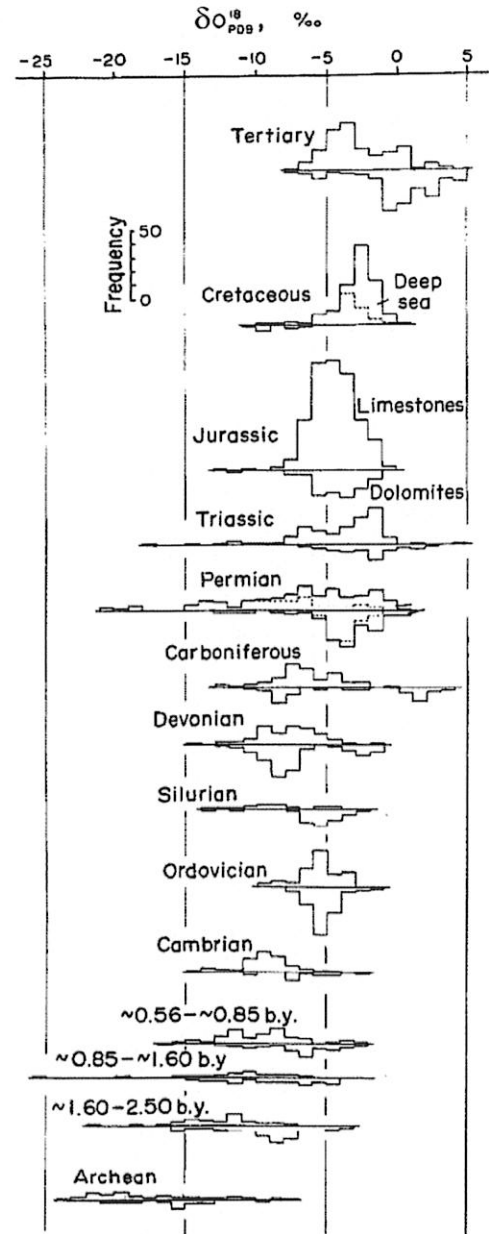 δO¹⁸PDB, ‰
-25 -20 -15 -10 -5 0 5
Tertiary
Frequency
50
0
Cretaceous
Deep
sea
Limestones
Jurassic
Dolomites
Triassic
Permian
Carboniferous
Devonian
Silurian
Ordovician
Cambrian
~0.56-~0.85 b.y.
~0.85-~1.60 b.y
~1.60-2.50 b.y.
Archean